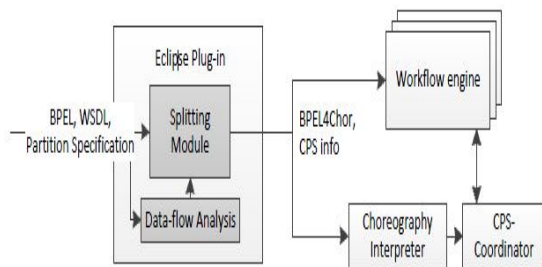 Eclipse Plug-in
BPEL, WSDL,
Partition Specification
Splitting
Module
Data-flow Analysis
BPEL4Chor,
CPS info
Workflow engine
Choreography
Interpreter
CPS-
Coordinator